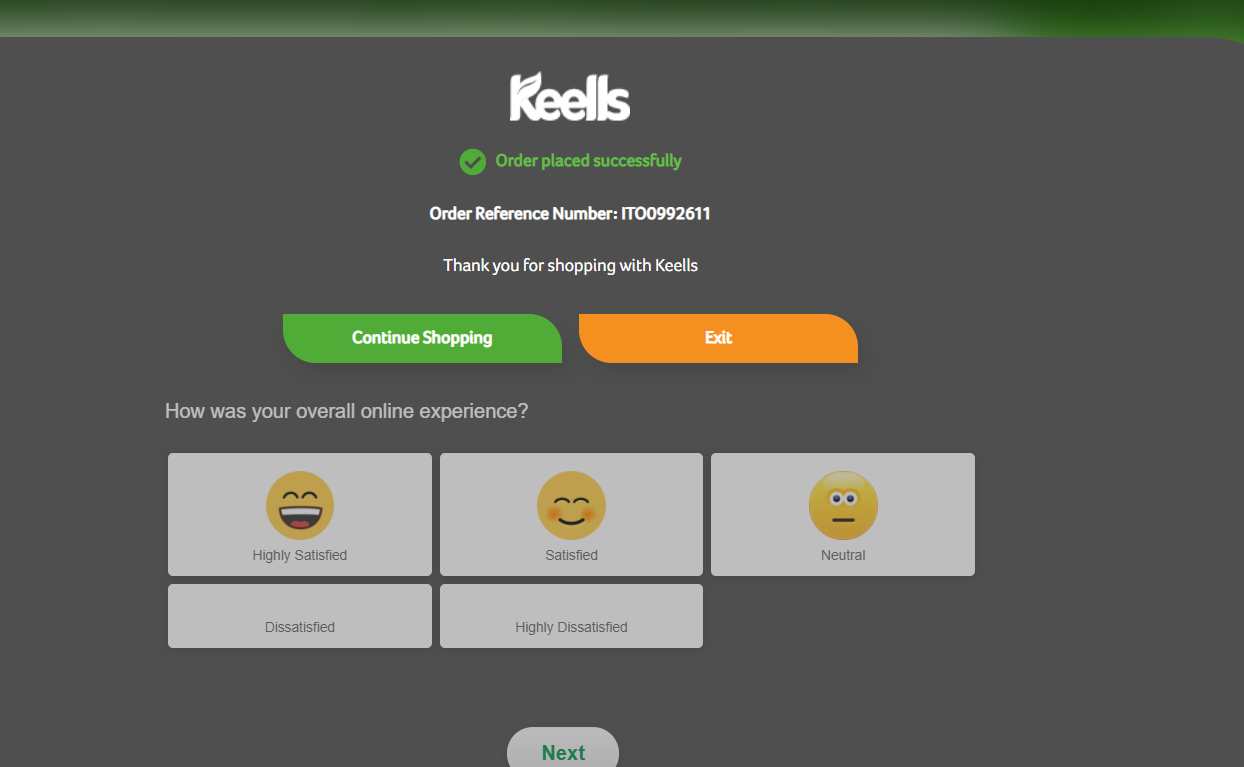 Keells
Order placed successfully
Order Reference Number: ITO0992611
Thank you for shopping with Keells
Continue Shopping
Exit
How was your overall online experience?
Highly Satisfied
Satisfied
Neutral
Dissatisfied
Highly Dissatisfied
Next